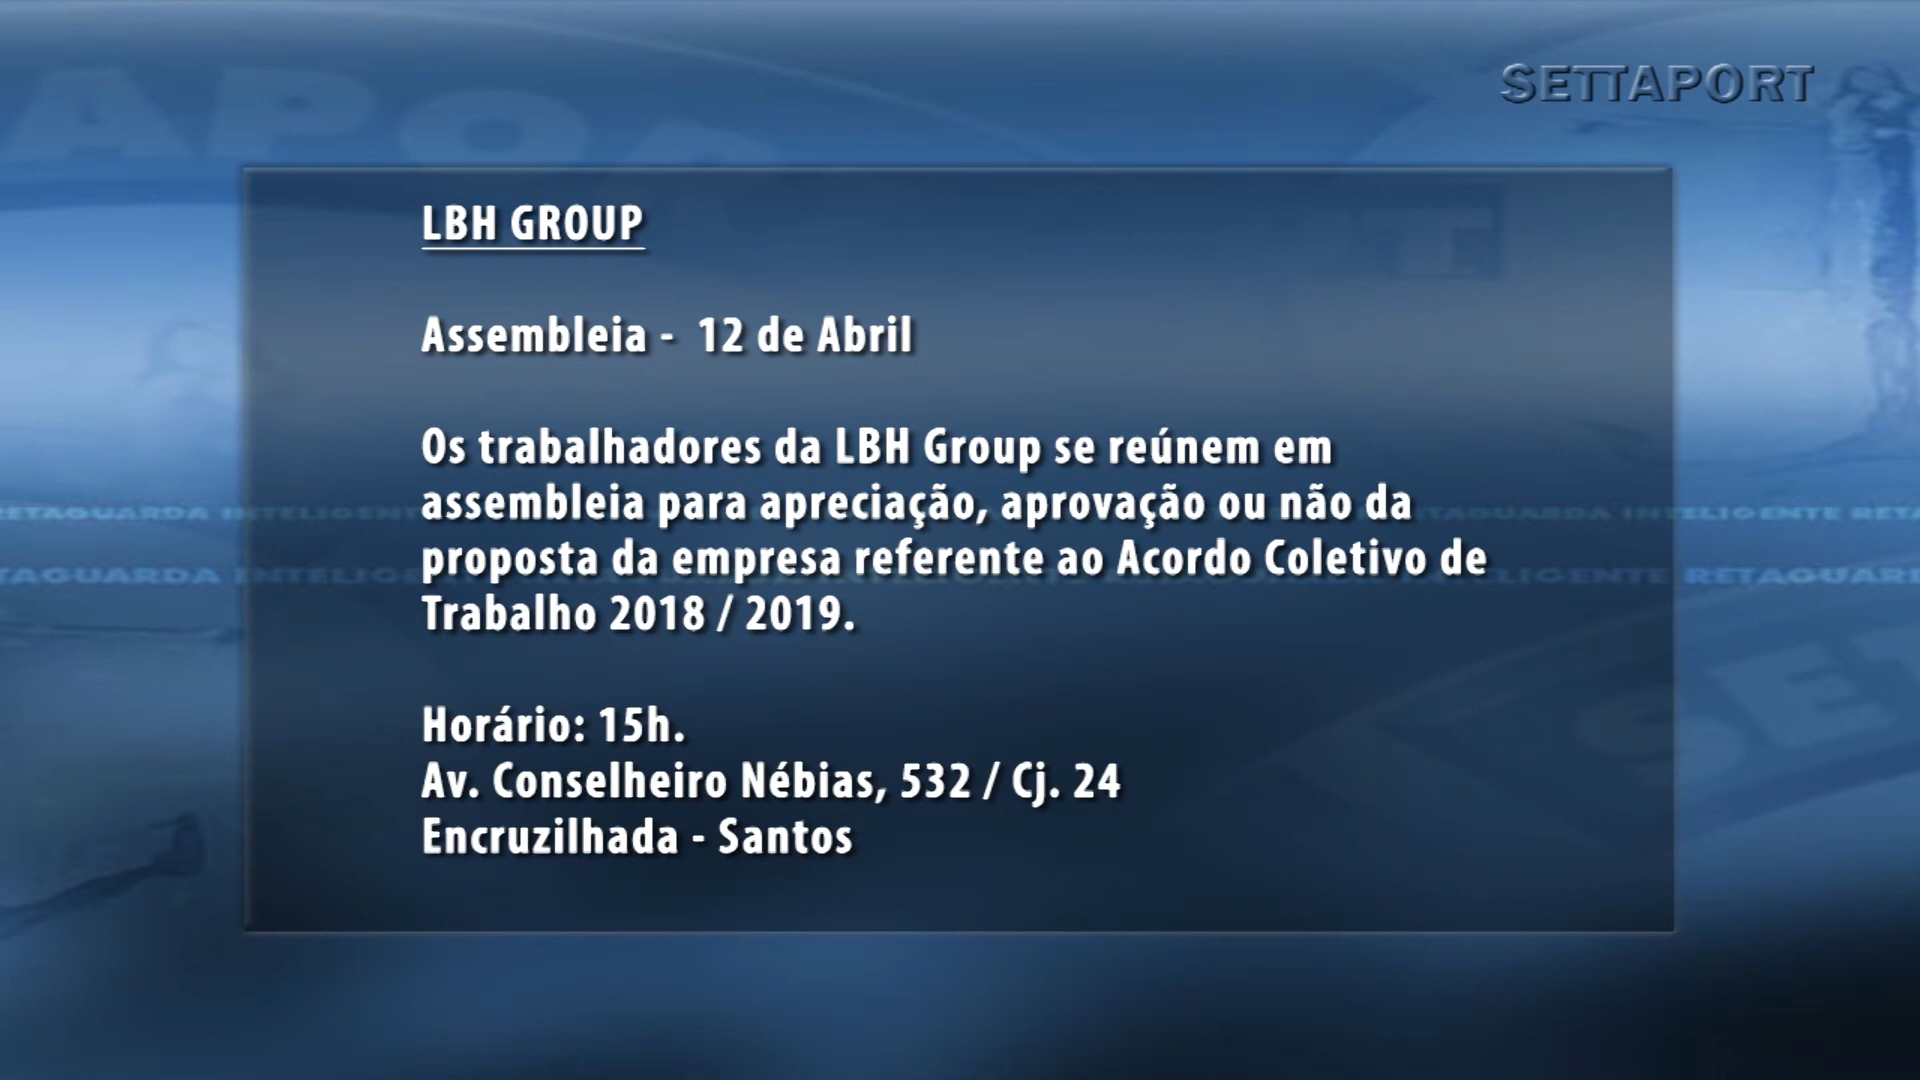 SETTAPORT
LBH GROUP
Assembleia - 12 de Abril
Os trabalhadores da LBH Group se reúnem em
assembleia para apreciação, aprovação ou não da
proposta da empresa referente ao Acordo Coletivo de
Trabalho 2018 / 2019.
Horário: 15h.
Av. Conselheiro Nébias, 532 / Cj. 24
Encruzilhada - Santos